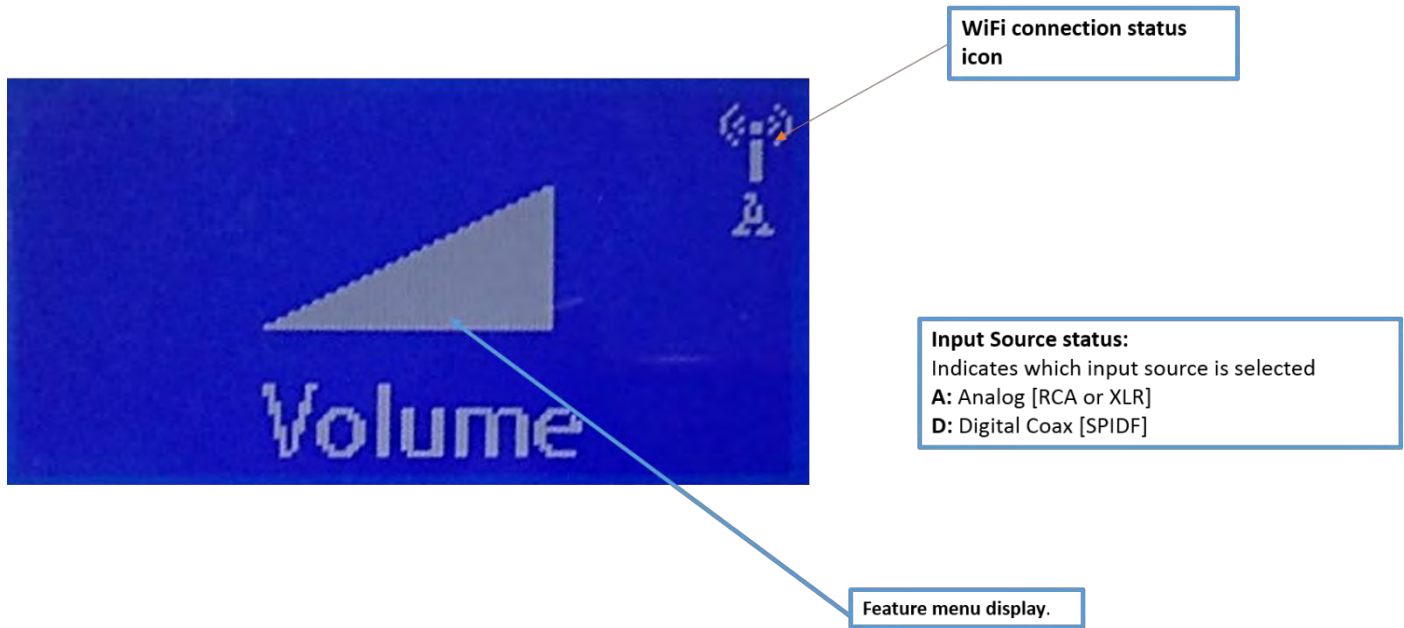 WiFi connection status
icon
Volume
Input Source status:
Indicates which input source is selected
A: Analog [RCA or XLR]
D: Digital Coax [SPIDF]
Feature menu display.